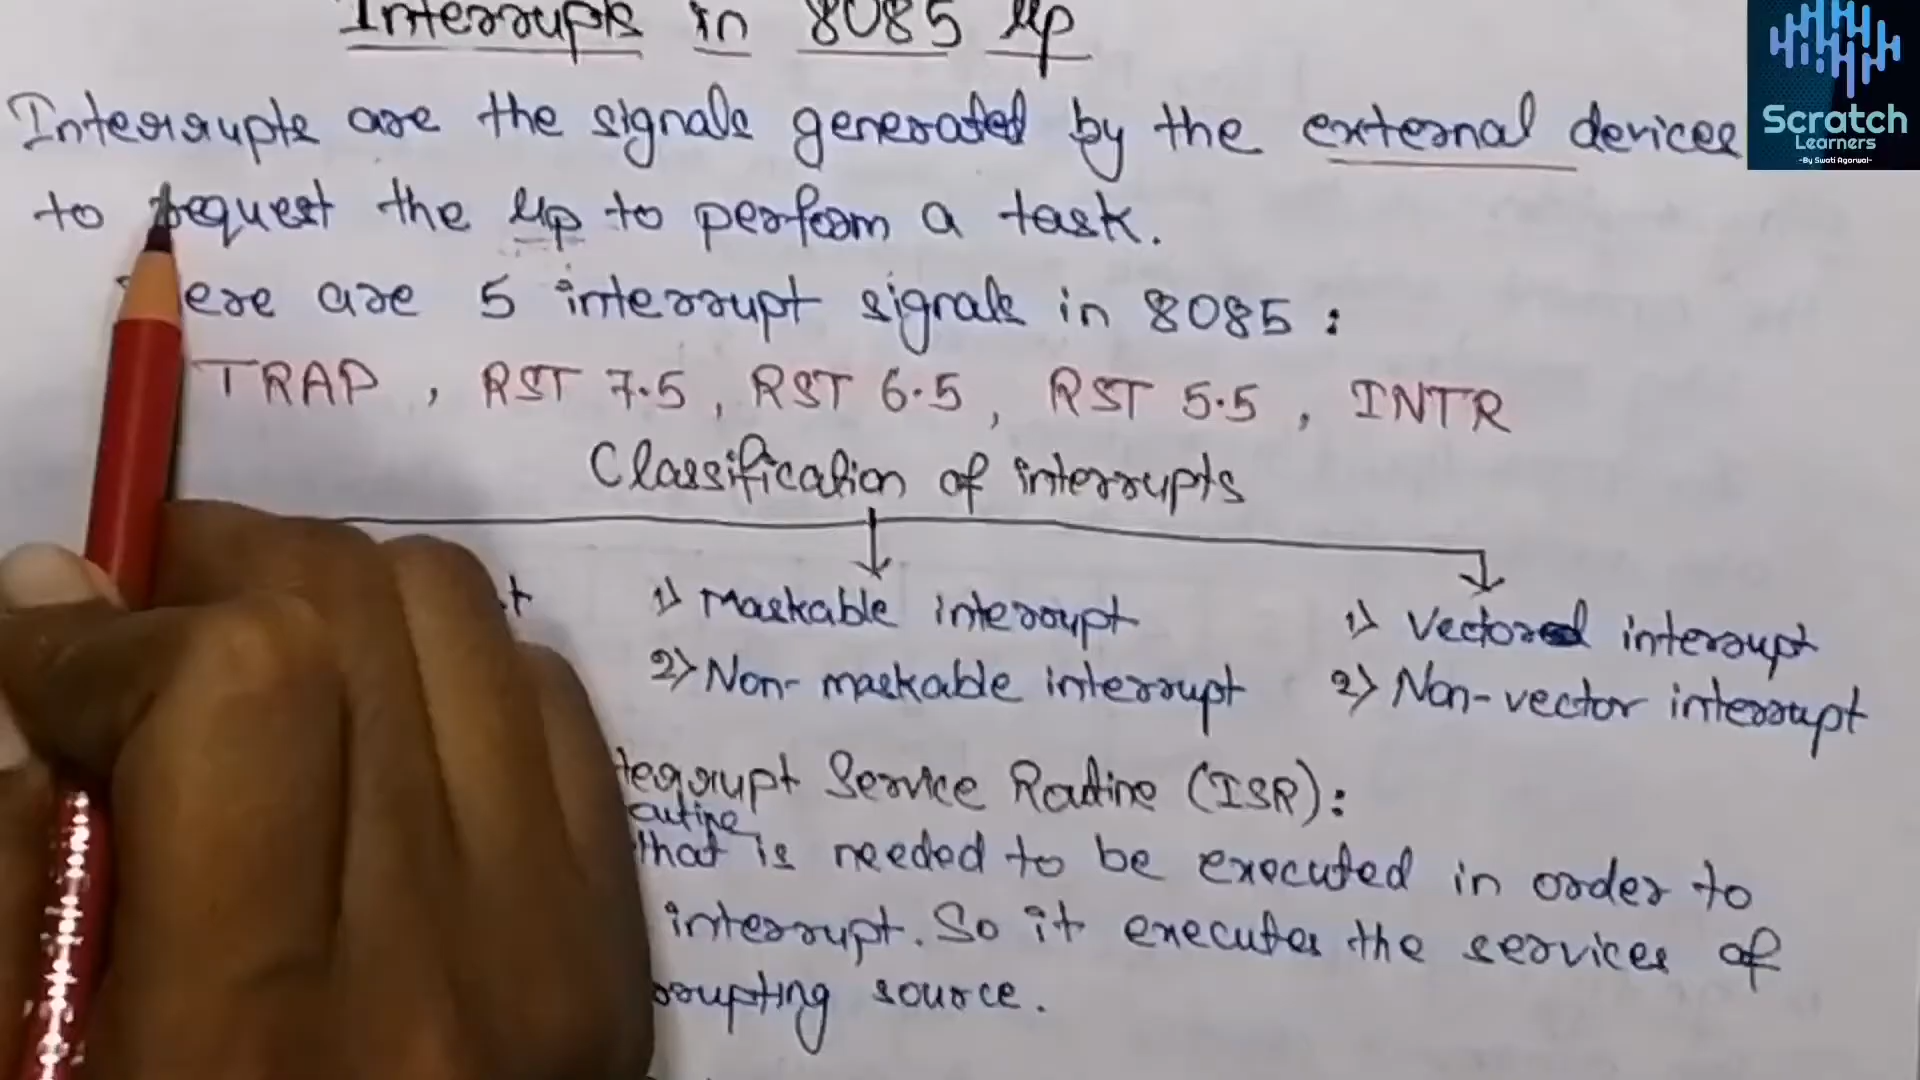 Interrupts in 8085 μp
Interrupts are the signals generated by the external devices
to request the μp to perform a task.
ere are 5 interrupt signals in 8085 :
TRAP , RST 7.5 , RST 6.5 , RST 5.5 , INTR
Classification of interrupts
1) Maskable interrupt
2) Non-maskable interrupt
1) Vectored interrupt
2) Non-vector interrupt
Service Routine (ISR) :
that is needed to be executed in order to
interrupt. So it executes the services of
source.
Scratch
Learners
-By Swati Agarwal-